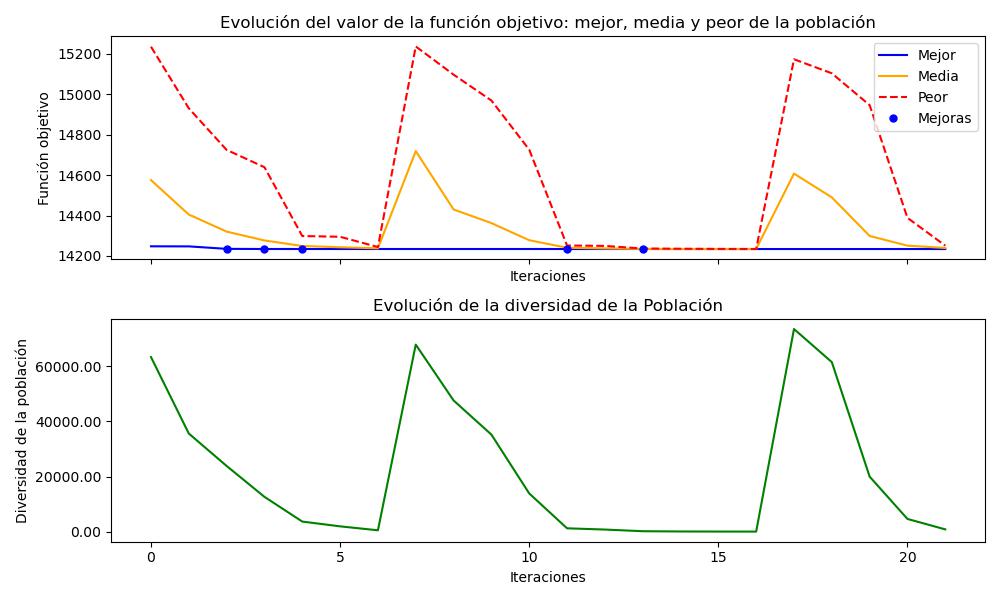 Evolución del valor de la función objetivo: mejor, media y peor de la población
15200
15000
14800
14600
14400
14200
Función objetivo
Mejor
Media
Peor
Mejoras
Iteraciones
Evolución de la diversidad de la Población
60000.00
40000.00
20000.00
0.00
Diversidad de la población
0 5 10 15 20
Iteraciones